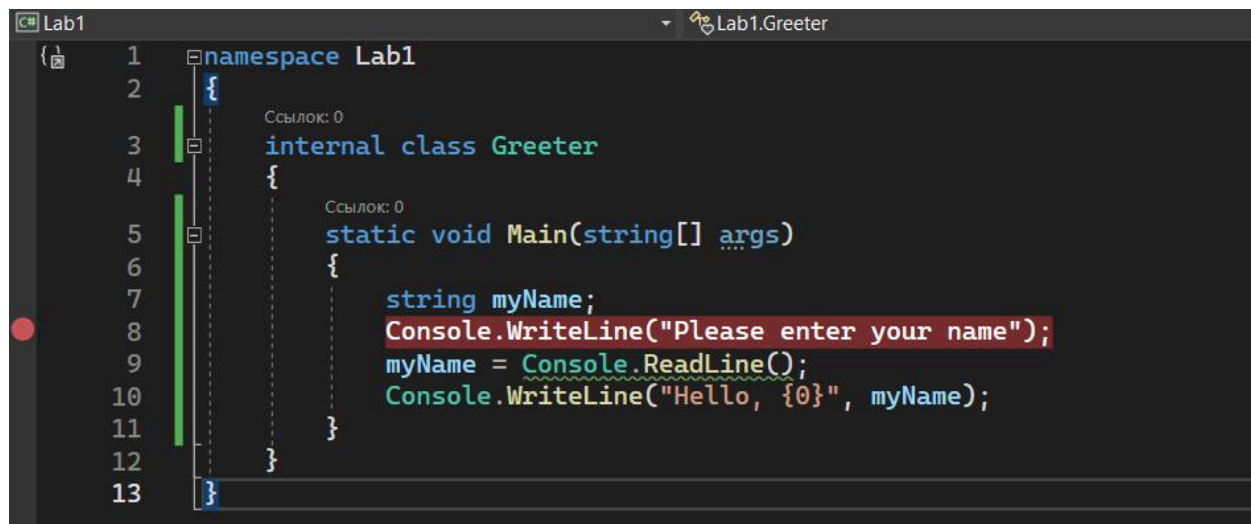 C# Lab1 Lab1.Greeter
1 namespace Lab1
2 {
Ссылок: 0
3 internal class Greeter
4 {
Ссылок: 0
5 static void Main(string[] args)
6 {
7 string myName;
8 Console.WriteLine("Please enter your name");
9 myName = Console.ReadLine();
10 Console.WriteLine("Hello, {0}", myName);
11 }
12 }
13 }